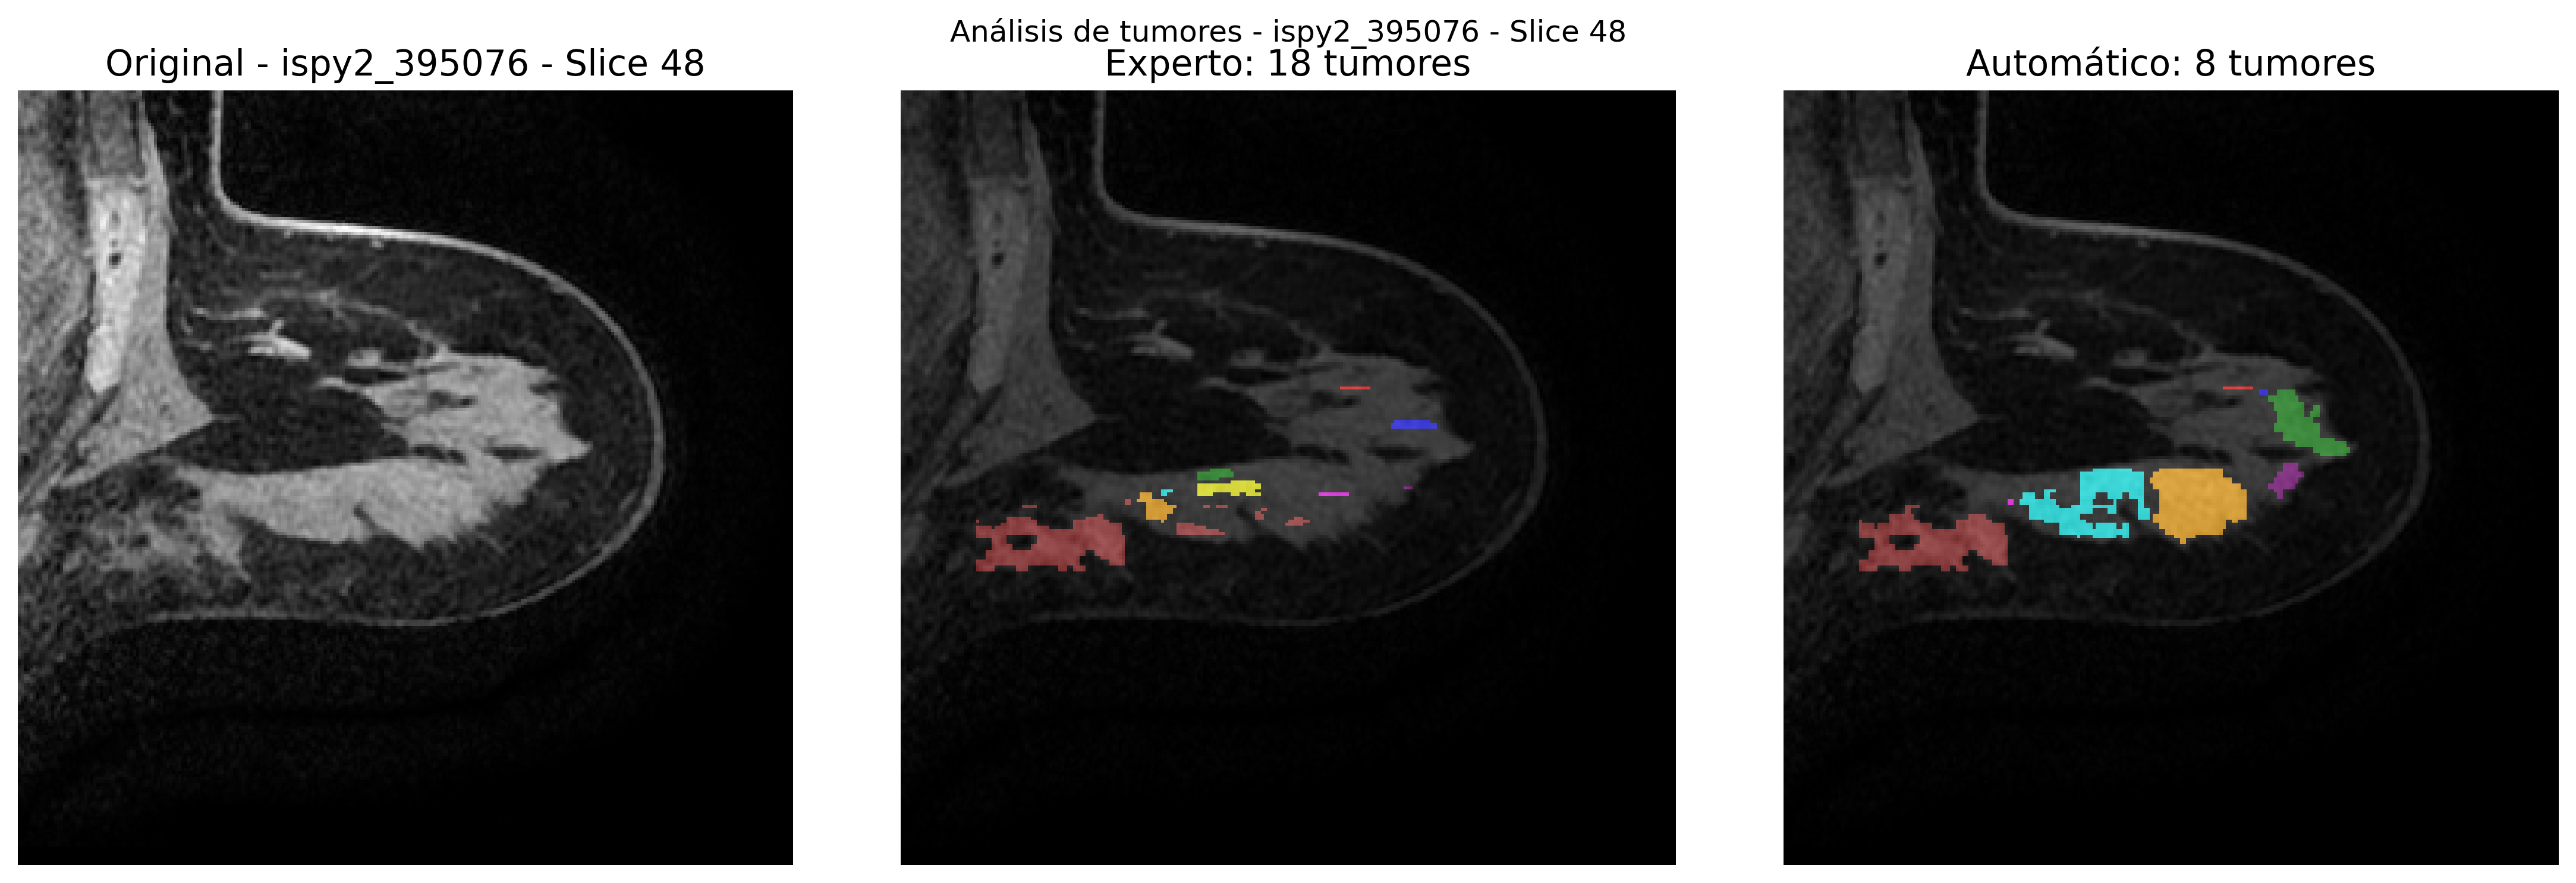 Análisis de tumores - ispy2_395076 - Slice 48
Original - ispy2_395076 - Slice 48
Experto: 18 tumores
Automático: 8 tumores